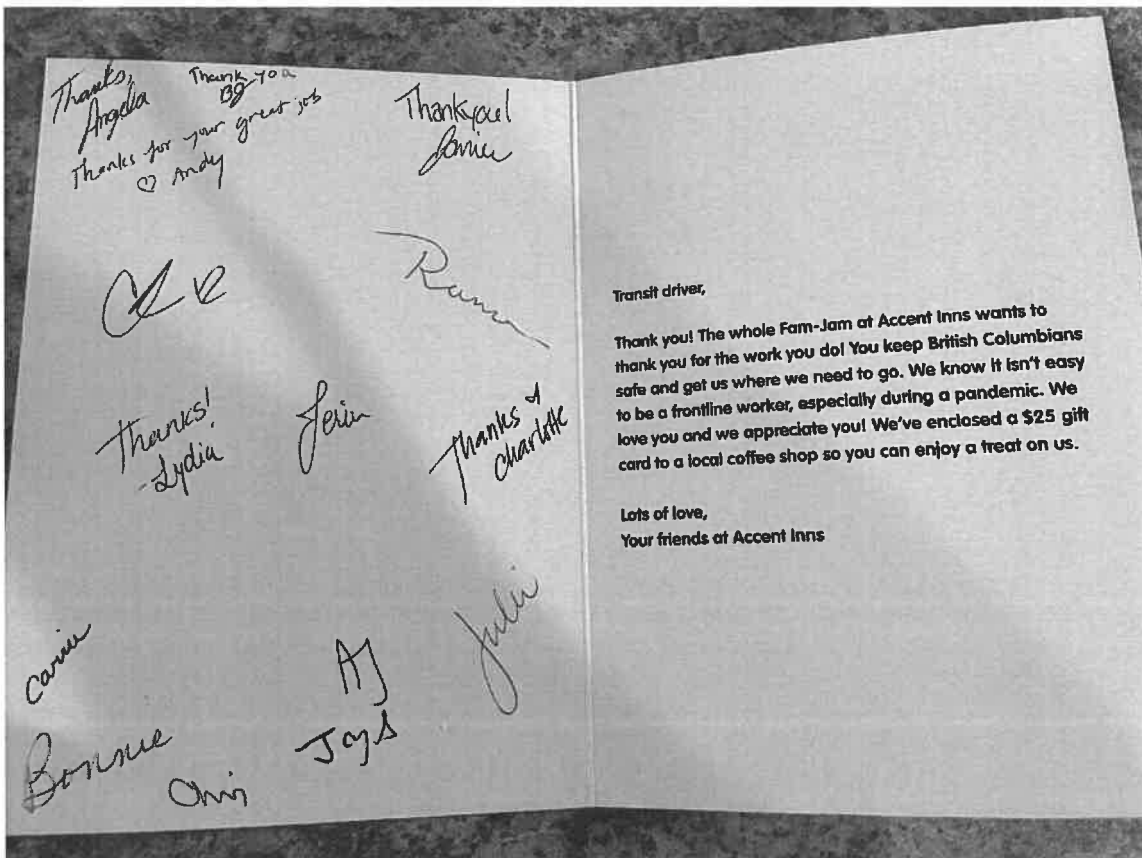 Thanks,
Angela
Thank you
Thanks for your great job
♡ Andy
Thankyou!
Thanks!
-Lydia
Thanks
Charlotte
Carrie
Bonnie
Chris
AJ
Julie
Transit driver,
Thank you! The whole Fam-Jam at Accent Inns wants to
thank you for the work you do! You keep British Columbians
safe and get us where we need to go. We know it isn't easy
to be a frontline worker, especially during a pandemic. We
love you and we appreciate you! We've enclosed a $25 gift
card to a local coffee shop so you can enjoy a treat on us.
Lots of love,
Your friends at Accent Inns